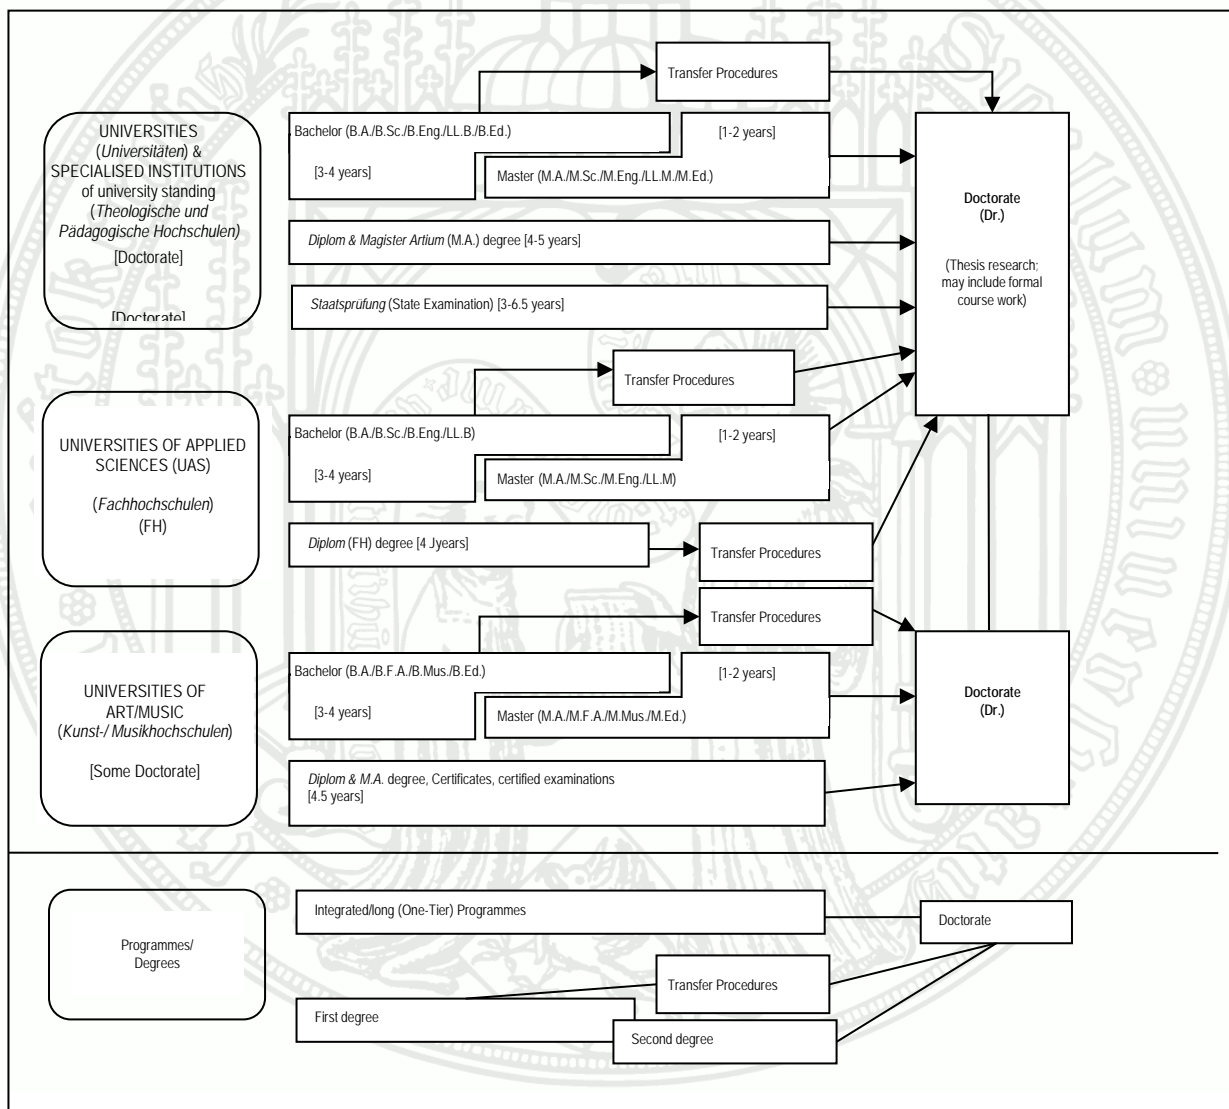 Transfer Procedures
UNIVERSITIES
(Universitäten) &
SPECIALISED INSTITUTIONS
of university standing
(Theologische und
Pädagogische Hochschulen)
[Doctorate]
[Doctorate]
Bachelor (B.A./B.Sc./B.Eng./LL.B./B.Ed.)
[3-4 years]
[1-2 years]
Master (M.A./M.Sc./M.Eng./LL.M./M.Ed.)
Diplom & Magister Artium (M.A.) degree [4-5 years]
Staatsprüfung (State Examination) [3-6.5 years]
Doctorate
(Dr.)
(Thesis research;
may include formal
course work)
Transfer Procedures
UNIVERSITIES OF APPLIED
SCIENCES (UAS)
(Fachhochschulen)
(FH)
Bachelor (B.A./B.Sc./B.Eng./LL.B)
[3-4 years]
[1-2 years]
Master (M.A./M.Sc./M.Eng./LL.M)
Diplom (FH) degree [4 Jyears]
Transfer Procedures
Transfer Procedures
UNIVERSITIES OF
ART/MUSIC
(Kunst-/ Musikhochschulen)
[Some Doctorate]
Bachelor (B.A./B.F.A./B.Mus./B.Ed.)
[3-4 years]
[1-2 years]
Master (M.A./M.F.A./M.Mus./M.Ed.)
Diplom & M.A. degree, Certificates, certified examinations
[4.5 years]
Doctorate
(Dr.)
Programmes/
Degrees
Integrated/long (One-Tier) Programmes
Doctorate
Transfer Procedures
First degree
Second degree